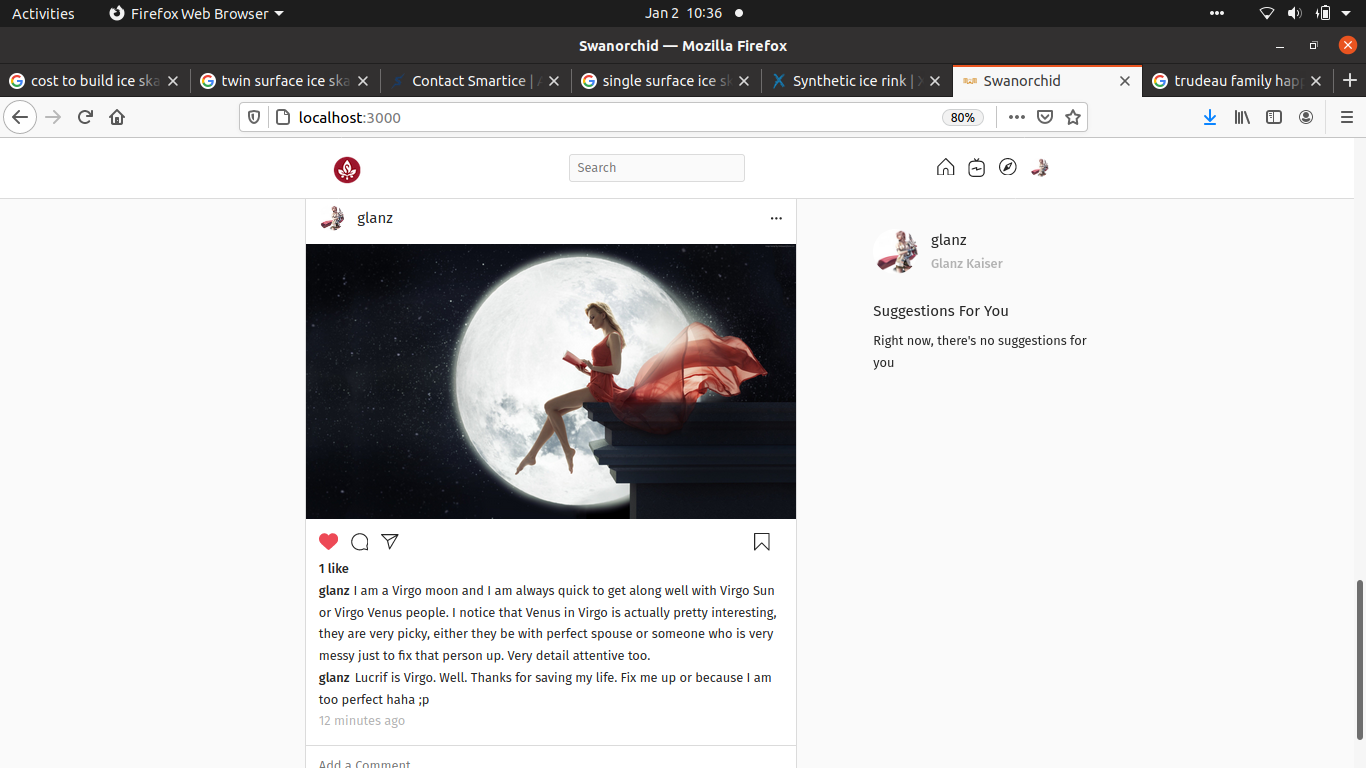 Activities Firefox Web Browser Jan 2 10:36
Swanorchid — Mozilla Firefox
cost to build ice ska twin surface ice ska Contact Smartice | single surface ice s Synthetic ice rink | Swanorchid trudeau family hap
localhost:3000 80%
Search
glanz
glanz
Glanz Kaiser
Suggestions For You
Right now, there's no suggestions for
you
1 like
glanz I am a Virgo moon and I am always quick to get along well with Virgo Sun
or Virgo Venus people. I notice that Venus in Virgo is actually pretty interesting,
they are very picky, either they be with perfect spouse or someone who is very
messy just to fix that person up. Very detail attentive too.
glanz Lucrif is Virgo. Well. Thanks for saving my life. Fix me up or because I am
too perfect haha ;p
12 minutes ago
Add a Comment